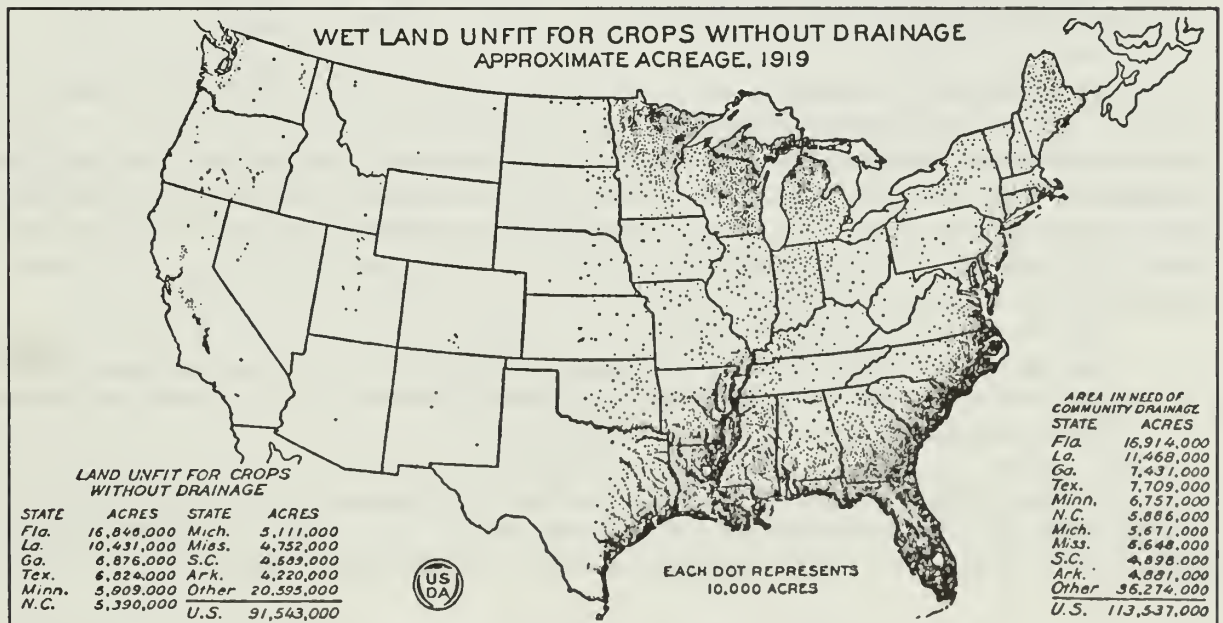 WET LAND UNFIT FOR CROPS WITHOUT DRAINAGE
APPROXIMATE ACREAGE, 1919
LAND UNFIT FOR CROPS
WITHOUT DRAINAGE
STATE ACRES STATE ACRES
Fla. 16,846,000 Mich. 5,111,000
La. 10,431,000 Miss. 4,752,000
Ga. 6,876,000 S.C. 4,689,000
Tex. 6,824,000 Ark. 4,220,000
Minn. 5,809,000 Other 20,595,000
N.C. 5,390,000 U.S. 91,543,000
US
DA
EACH DOT REPRESENTS
10,000 ACRES
AREA IN NEED OF
COMMUNITY DRAINAGE
STATE ACRES
Fla. 16,914,000
La. 11,468,000
Ga. 7,431,000
Tex. 7,709,000
Minn. 6,757,000
N.C. 5,886,000
Mich. 5,671,000
Miss. 5,648,000
S.C. 4,898,000
Ark. 4,881,000
Other 36,274,000
U.S. 113,537,000